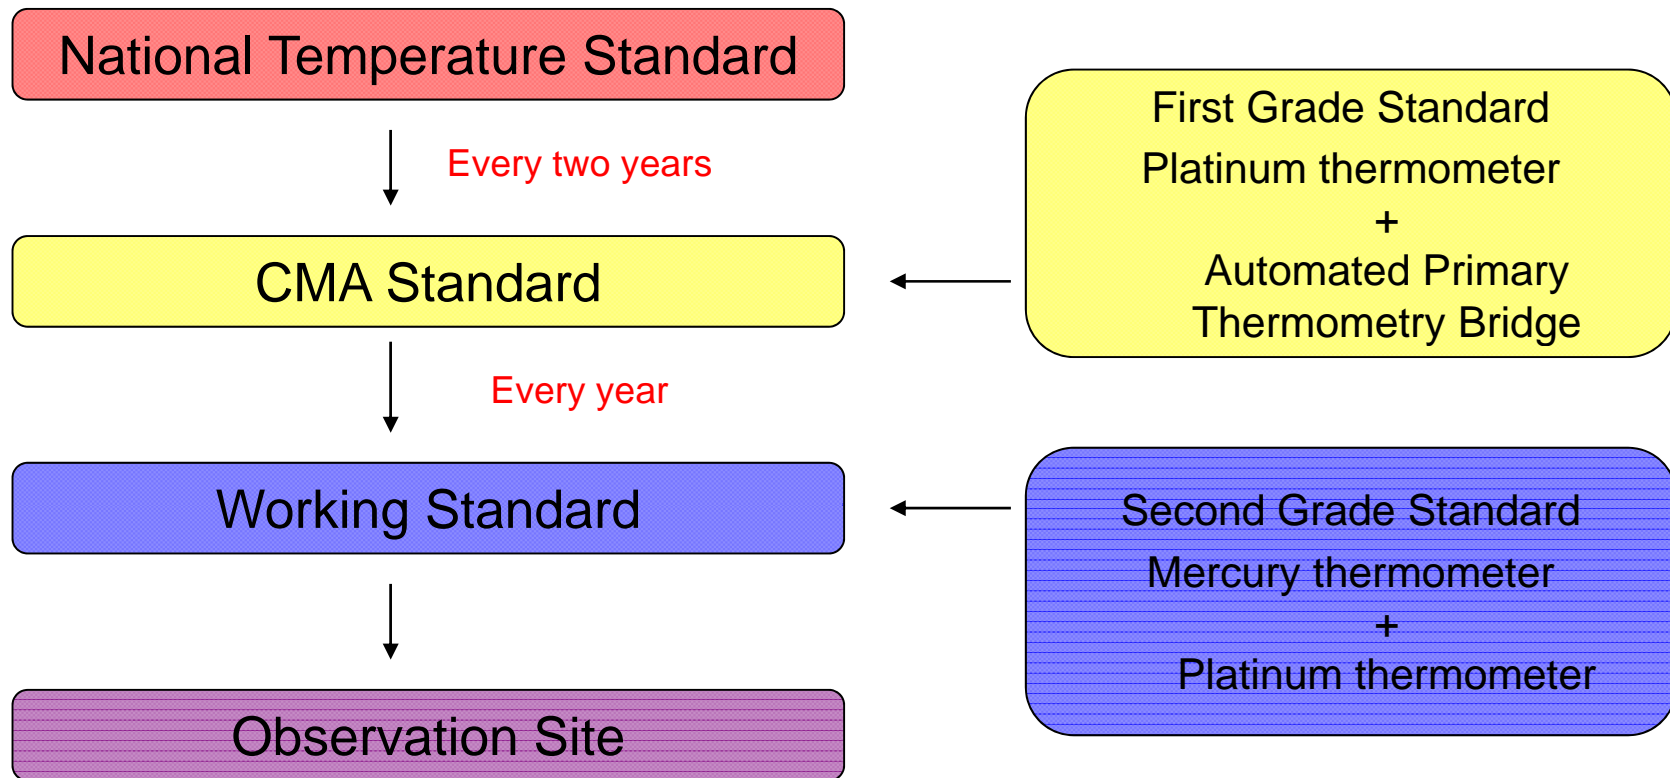 National Temperature Standard
Every two years
CMA Standard
Every year
Working Standard
Observation Site
First Grade Standard
Platinum thermometer
+
Automated Primary
Thermometry Bridge
Second Grade Standard
Mercury thermometer
+
Platinum thermometer